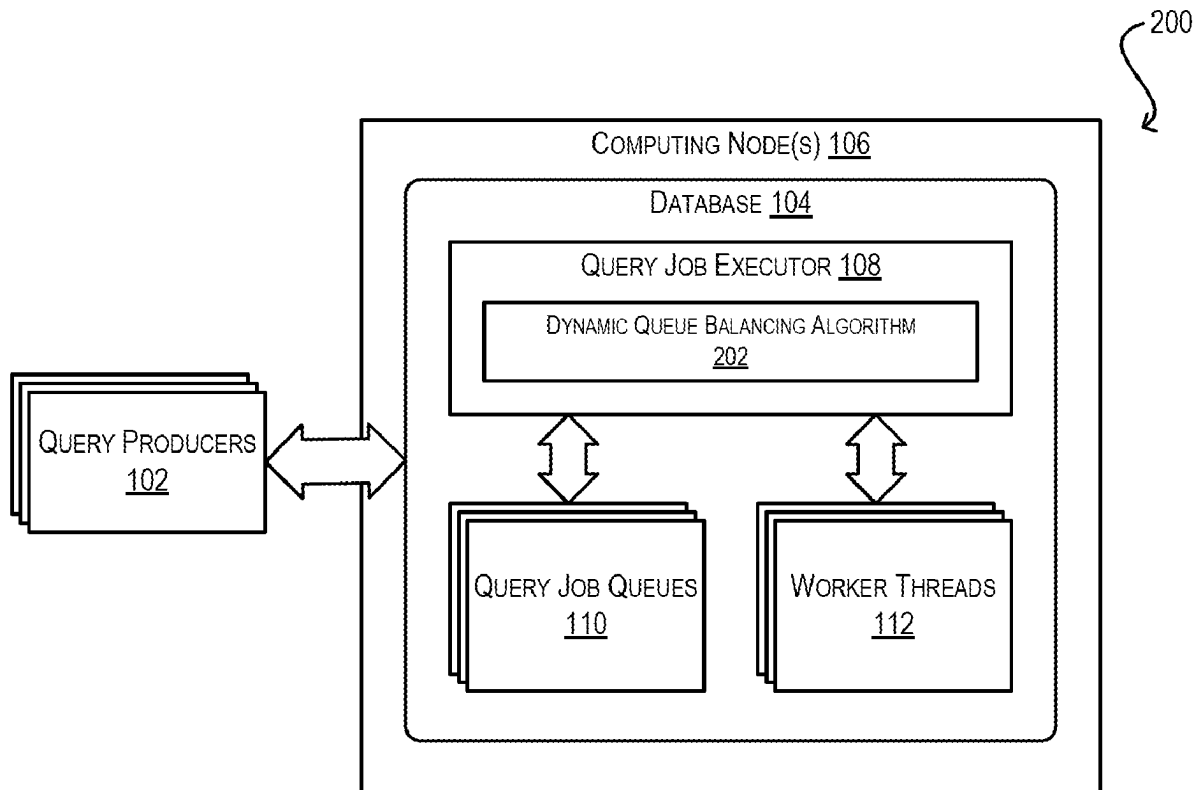 200
COMPUTING NODE(S) 106
DATABASE 104
QUERY JOB EXECUTOR 108
DYNAMIC QUEUE BALANCING ALGORITHM
202
QUERY PRODUCERS
102
QUERY JOB QUEUES
110
WORKER THREADS
112